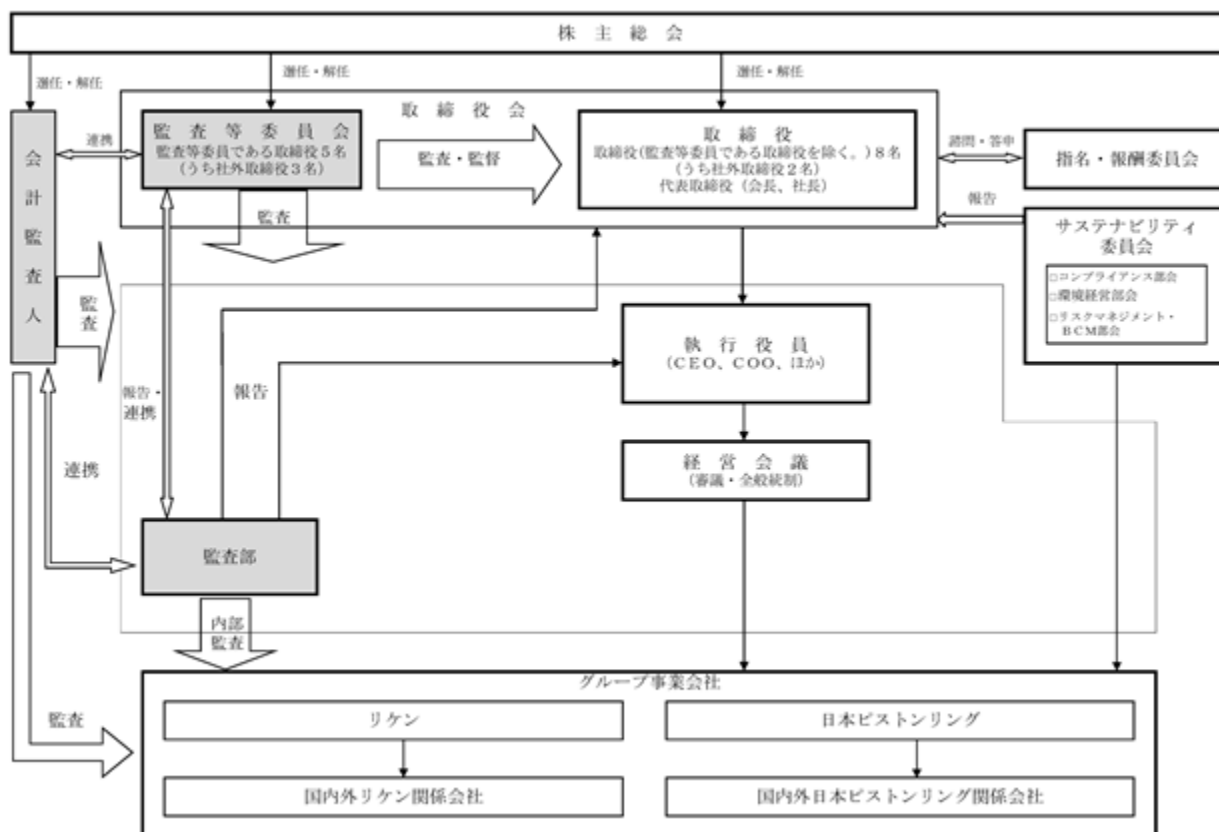 株主総会
選任・解任
選任・解任
選任・解任
会計監査人
連携
監査等委員会
監査等委員である取締役5名
(うち社外取締役3名)
取締役会
監査・監督
取締役
取締役(監査等委員である取締役を除く。)8名
(うち社外取締役2名)
代表取締役(会長、社長)
諮問・答申
指名・報酬委員会
報告
サステナビリティ
委員会
□コンプライアンス部会
□環境経営部会
□リスクマネジメント・
BCM部会
監査
監査
執行役員
(CEO、COO、ほか)
報告・
連携
報告
経営会議
(審議・全般統制)
連携
監査部
内部
監査
監査
グループ事業会社
リケン
日本ピストンリング
国内外リケン関係会社
国内外日本ピストンリング関係会社